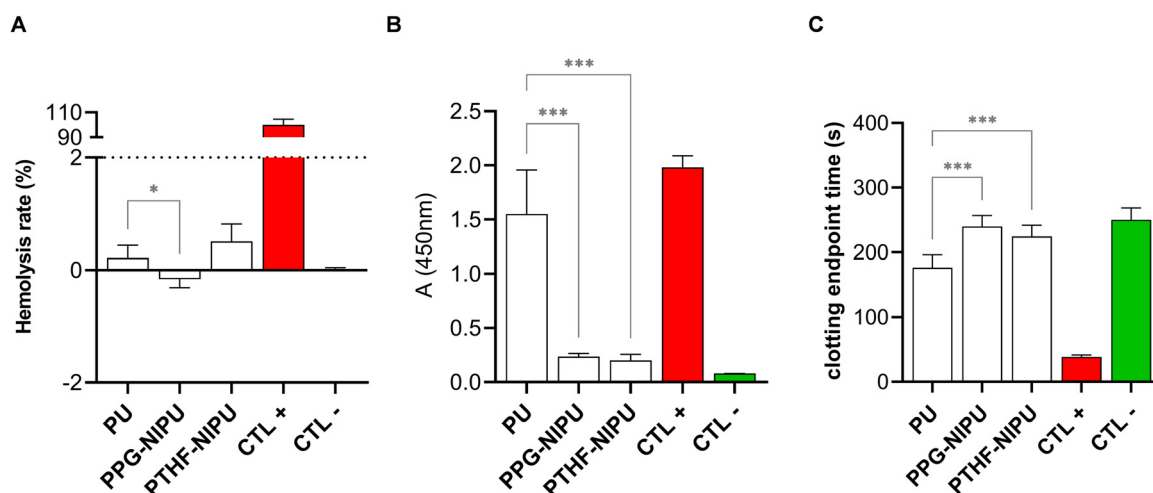 A
Hemolysis rate (%)
110
90
2
0
-2
*
PU
PPG-NIPU
PTHF-NIPU
CTL +
CTL -
B
A (450nm)
2.5
2.0
1.5
1.0
0.5
0.0
***
***
PU
PPG-NIPU
PTHF-NIPU
CTL +
CTL -
C
clotting endpoint time (s)
400
300
200
100
0
***
***
PU
PPG-NIPU
PTHF-NIPU
CTL +
CTL -